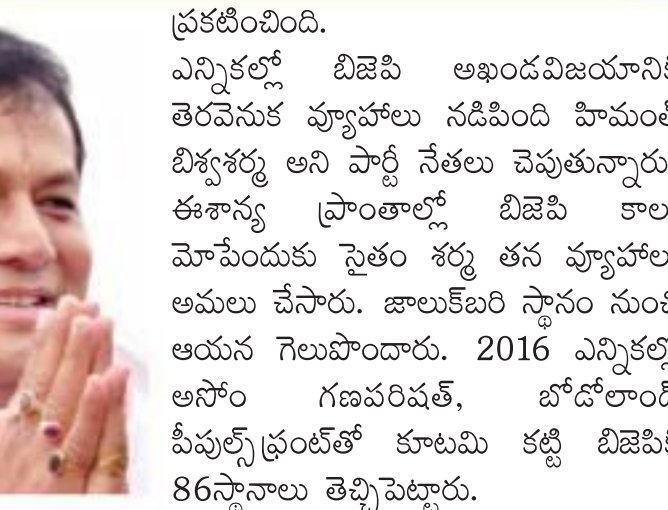 ప్రకటించింది.
ఎన్నికల్లో బిజెపి అఖండవిజయానికి
తెరవెనుక వ్యూహాలు నడిపింది హిమంత
బిశ్వశర్మ అని పార్టీ నేతలు చెపుతున్నారు
ఈశాన్య ప్రాంతాల్లో బిజెపి కాలు
మోపేందుకు సైతం శర్మ తన వ్యూహాలు
అమలు చేసారు. జాలుక్‌బరి స్థానం నుంచి
ఆయన గెలుపొందారు. 2016 ఎన్నికల్లో
అసోం గణపరిషత్, బోడోలాండ్
పీపుల్స్‌ఫ్రంట్‌తో కూటమి కట్టి బిజెపికి
86స్థానాలు తెచ్చిపెట్టారు.